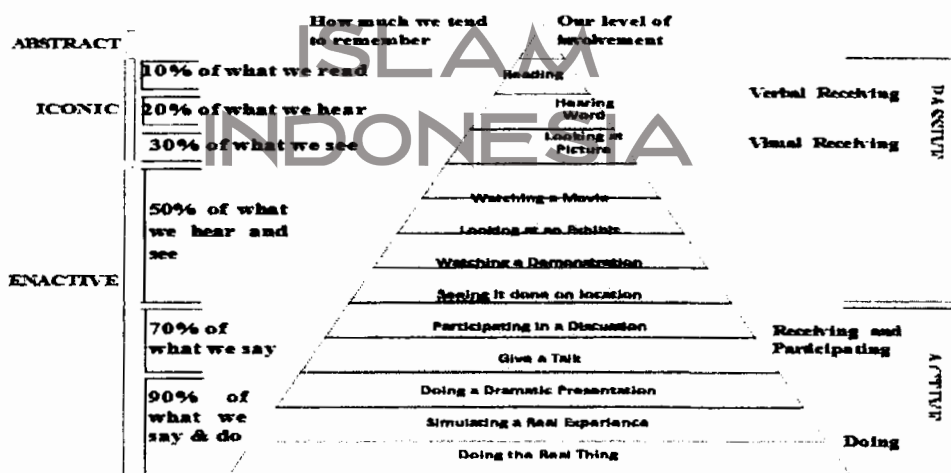 How much we tend
to remember
Our level of
Involvement
ISLAM
INDONESIA
ABSTRACT
ICONIC
ENACTIVE
10% of what we read
20% of what we hear
30% of what we see
50% of what
we hear and
see
70% of
what we say
90% of
what we
say & do
Reading
Hearing
Word
Looking at
Picture
Watching a Movie
Looking at an Exhibit
Watching a Demonstration
Seeing it done on location
Participating in a Discussion
Give a Talk
Doing a Dramatic Presentation
Simulating a Real Experience
Doing the Real Thing
Verbal Receiving
Visual Receiving
Receiving and
Participating
Doing
PASSIVE
ACTIVE